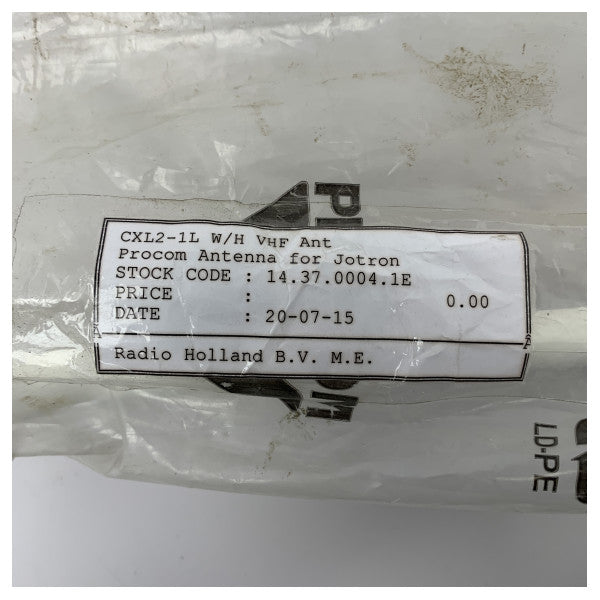 CXL2-1L W/H VHF Ant
Procom Antenna for Jotron
STOCK CODE : 14.37.0004.1E
PRICE : 0.00
DATE : 20-07-15
Radio Holland B.V. M.E.
LD-PE